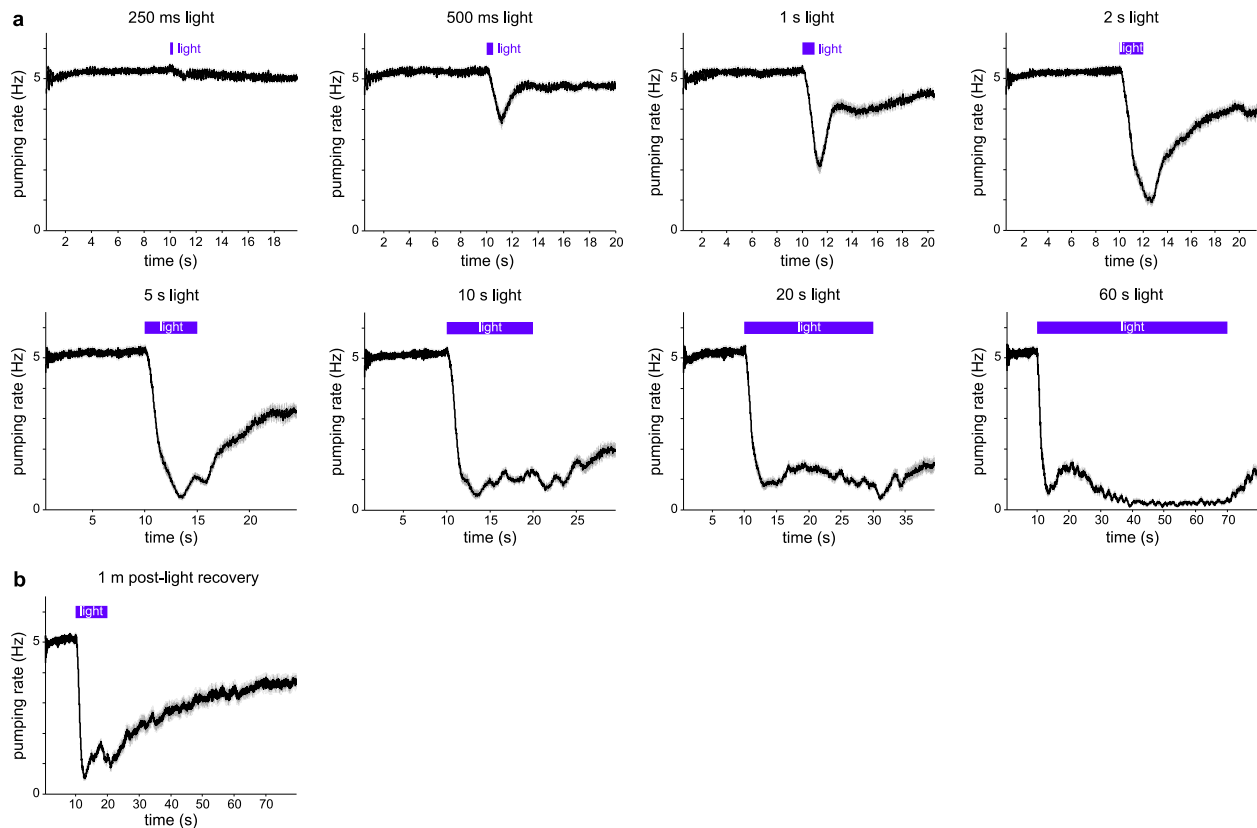 a
250 ms light
500 ms light
1 s light
2 s light
light
light
light
light
pumping rate (Hz)
5
0
2 4 6 8 10 12 14 16 18
time (s)
pumping rate (Hz)
5
0
2 4 6 8 10 12 14 16 18 20
time (s)
pumping rate (Hz)
5
0
2 4 6 8 10 12 14 16 18 20
time (s)
pumping rate (Hz)
5
0
2 4 6 8 10 12 14 16 18 20
time (s)
5 s light
10 s light
20 s light
60 s light
light
light
light
light
pumping rate (Hz)
5
0
5 10 15 20
time (s)
pumping rate (Hz)
5
0
5 10 15 20 25
time (s)
pumping rate (Hz)
5
0
5 10 15 20 25 30 35
time (s)
pumping rate (Hz)
5
0
10 20 30 40 50 60 70
time (s)
b
1 m post-light recovery
light
pumping rate (Hz)
5
0
10 20 30 40 50 60 70
time (s)